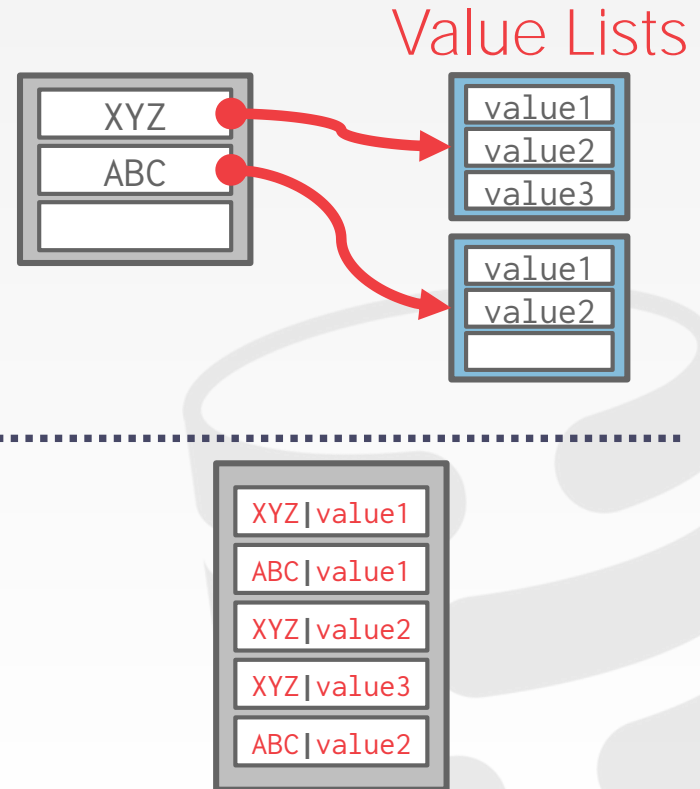 Value Lists
XYZ
ABC
value1
value2
value3
value1
value2
XYZ|value1
ABC|value1
XYZ|value2
XYZ|value3
ABC|value2